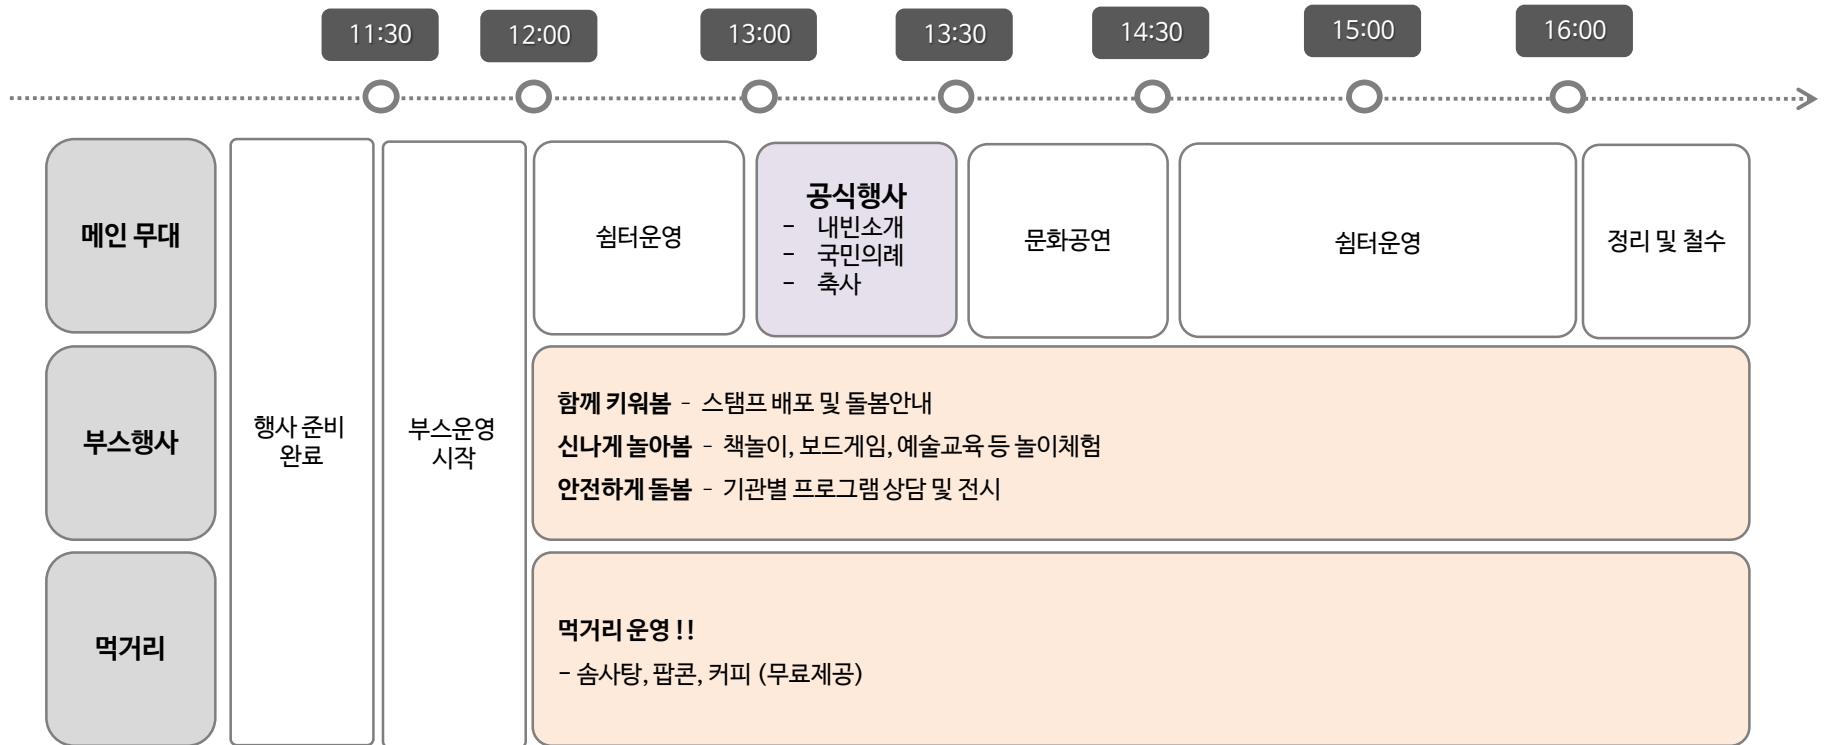 11:30
12:00
13:00
13:30
14:30
15:00
16:00
메인 무대
쉼터운영
공식행사
- 내빈소개
- 국민의례
- 축사
문화공연
쉼터운영
정리 및 철수
부스행사
행사 준비
완료
부스운영
시작
함께 키워봄 - 스탬프 배포 및 돌봄안내
신나게 놀아봄 - 책놀이, 보드게임, 예술교육 등 놀이체험
안전하게 돌봄 - 기관별 프로그램 상담 및 전시
먹거리
먹거리 운영 !!
- 솜사탕, 팝콘, 커피 (무료제공)